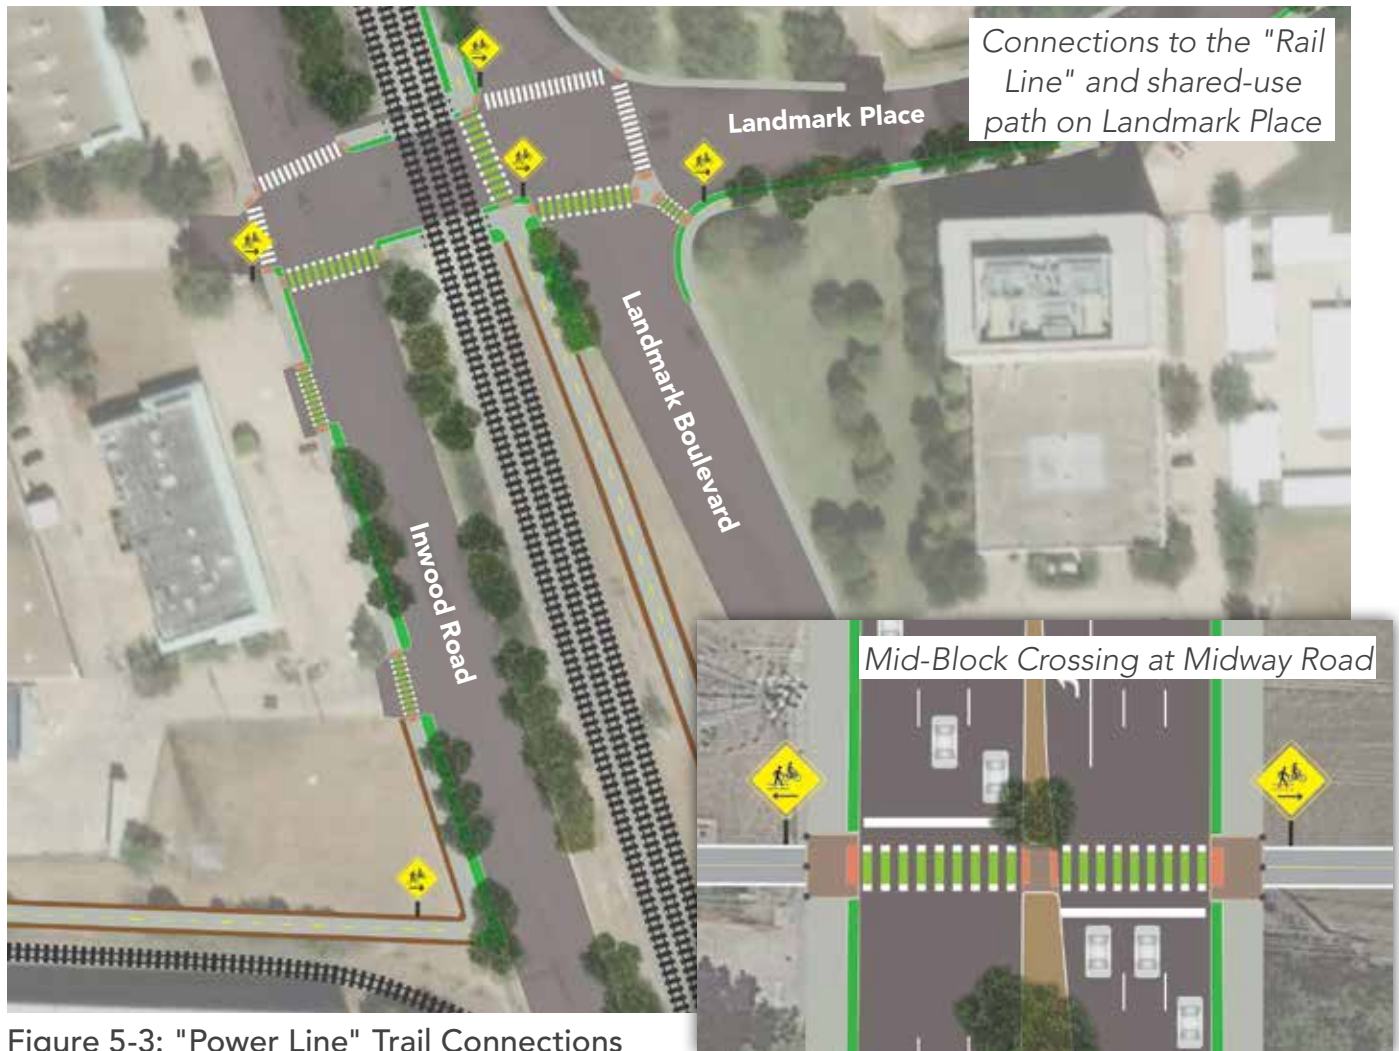 Connections to the "Rail
Line" and shared-use
path on Landmark Place
Landmark Place
Landmark Boulevard
Inwood Road
Mid-Block Crossing at Midway Road
Figure 5-3: "Power Line" Trail Connections